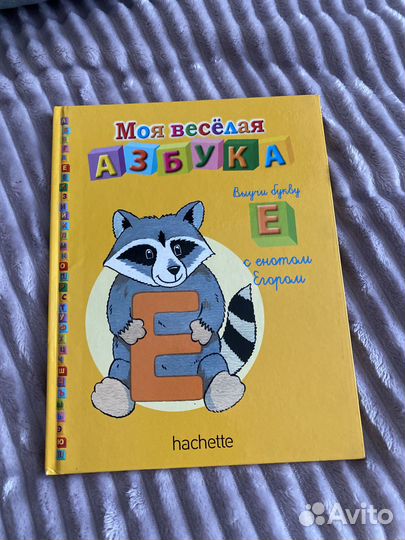 Моя весёлая
АЗБУКА
Выучи букву
Е
с енотом
Егором
Е
hachette
Avito